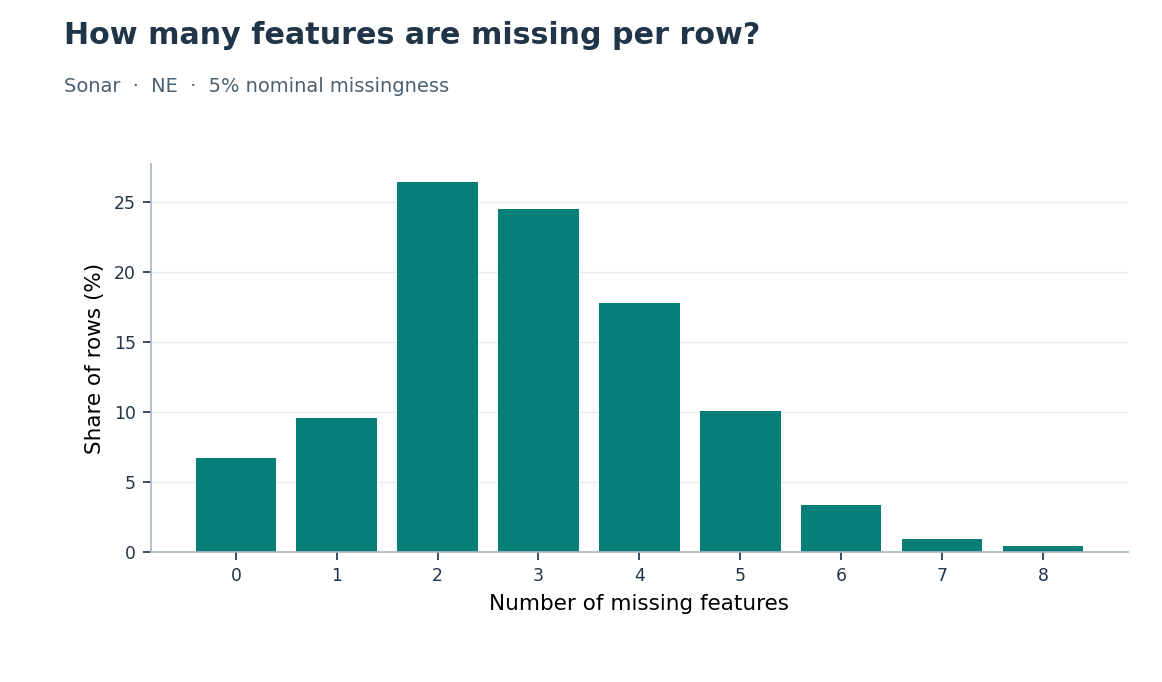 How many features are missing per row?
Sonar · NE · 5% nominal missingness
Share of rows (%)
25
20
15
10
5
0
0 1 2 3 4 5 6 7 8
Number of missing features